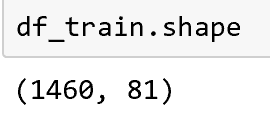 df_train.shape
(1460, 81)